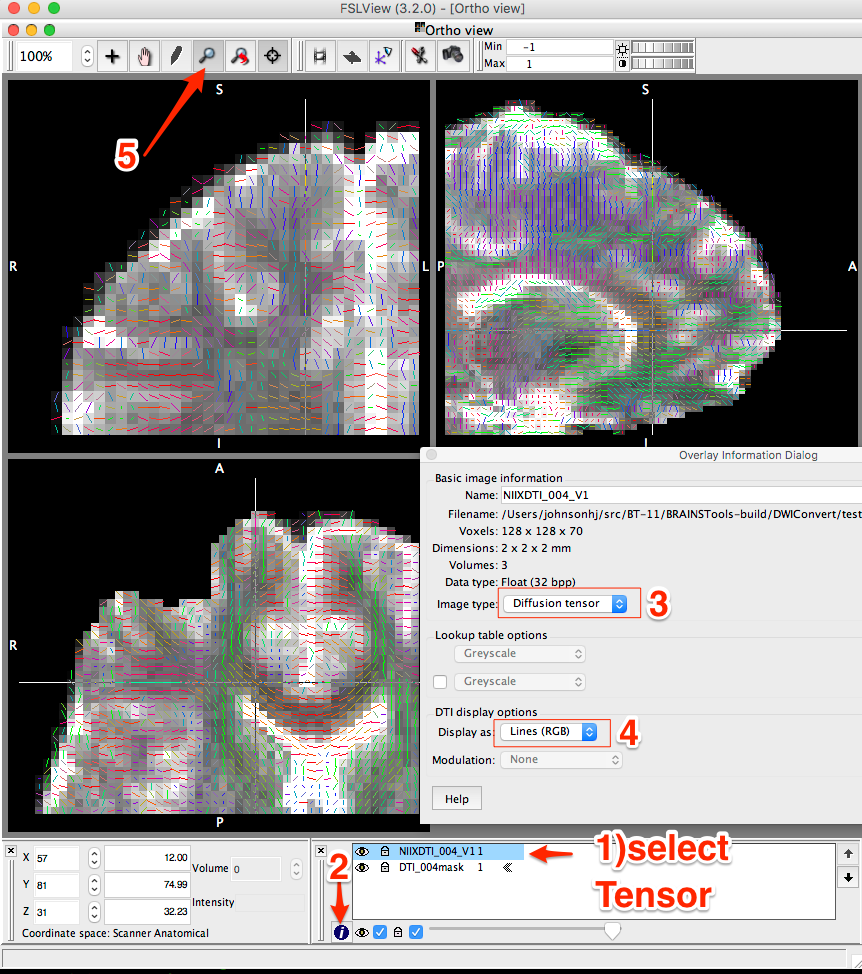 FSLView (3.2.0) - [Ortho view]
Ortho view
100%
Min -1
Max 1
5
S
S
R
L
P
A
I
I
A
R
P
Overlay Information Dialog
Basic image information
Name: NIIXDTI_004_V1
Filename: /Users/johnsonhj/src/BT-11/BRAINSTools-build/DWIConvert/test
Voxels: 128 x 128 x 70
Dimensions: 2 x 2 x 2 mm
Volumes: 3
Data type: Float (32 bpp)
Image type: Diffusion tensor
3
Lookup table options
Greyscale
Greyscale
DTI display options
Display as: Lines (RGB)
4
Modulation: None
Help
X 57 12.00
Y 81 74.99
Z 31 32.23
Volume 0
Intensity
Coordinate space: Scanner Anatomical
2
NIIXDTI_004_V1 1
DTI_004mask 1
1)select
Tensor
i